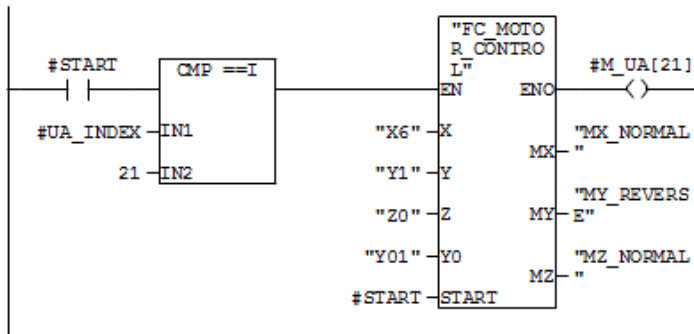 "FC_MOTO
R_CONTRO
L"
#START
CMP ==I
#M_UA[21]
EN
ENO
#UA_INDEX
IN1
"X6"
X
"MX_NORMAL
"
MX
21
IN2
"Y1"
Y
"MY_REVERS
E"
MY
"Z0"
Z
"MZ_NORMAL
"
MZ
"Y01"
Y0
#START
START